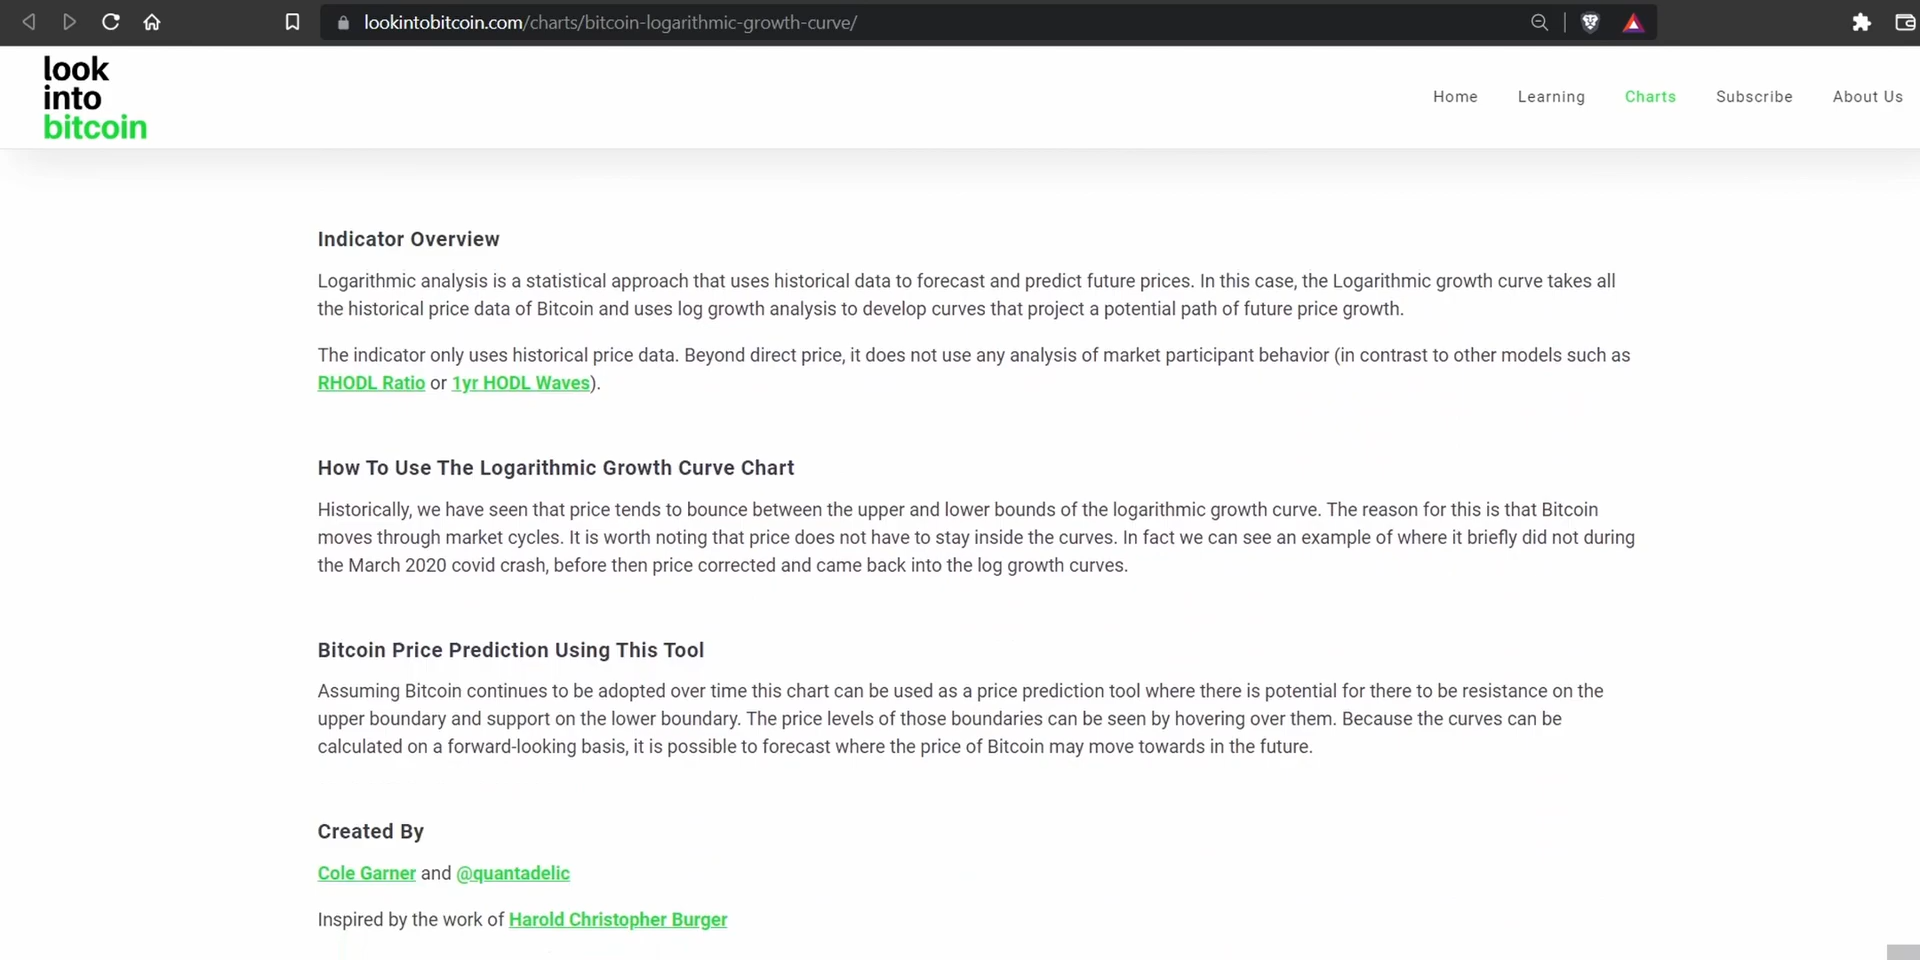 lookintobitcoin.com/charts/bitcoin-logarithmic-growth-curve/
look
into
bitcoin
Home Learning Charts Subscribe About Us
Indicator Overview
Logarithmic analysis is a statistical approach that uses historical data to forecast and predict future prices. In this case, the Logarithmic growth curve takes all
the historical price data of Bitcoin and uses log growth analysis to develop curves that project a potential path of future price growth.
The indicator only uses historical price data. Beyond direct price, it does not use any analysis of market participant behavior (in contrast to other models such as
RHODL Ratio or 1yr HODL Waves).
How To Use The Logarithmic Growth Curve Chart
Historically, we have seen that price tends to bounce between the upper and lower bounds of the logarithmic growth curve. The reason for this is that Bitcoin
moves through market cycles. It is worth noting that price does not have to stay inside the curves. In fact we can see an example of where it briefly did not during
the March 2020 covid crash, before then price corrected and came back into the log growth curves.
Bitcoin Price Prediction Using This Tool
Assuming Bitcoin continues to be adopted over time this chart can be used as a price prediction tool where there is potential for there to be resistance on the
upper boundary and support on the lower boundary. The price levels of those boundaries can be seen by hovering over them. Because the curves can be
calculated on a forward-looking basis, it is possible to forecast where the price of Bitcoin may move towards in the future.
Created By
Cole Garner and @quantadelic
Inspired by the work of Harold Christopher Burger